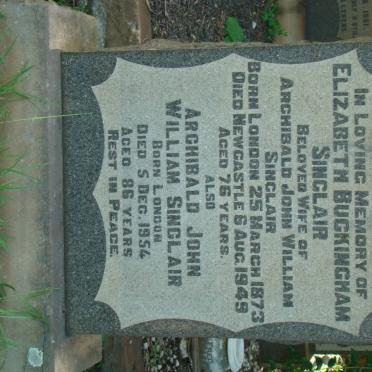 IN LOVING MEMORY OF
ELIZABETH BUCKINGHAM
SINCLAIR
BELOVED WIFE OF
ARCHIBALD JOHN WILLIAM
SINCLAIR
BORN LONDON 25 MARCH 1873
DIED NEWCASTLE 6 AUG. 1949
AGED 76 YEARS.
ALSO
ARCHIBALD JOHN
WILLIAM SINCLAIR
BORN LONDON
DIED 5 DEC. 1954
AGED 86 YEARS
REST IN PEACE.